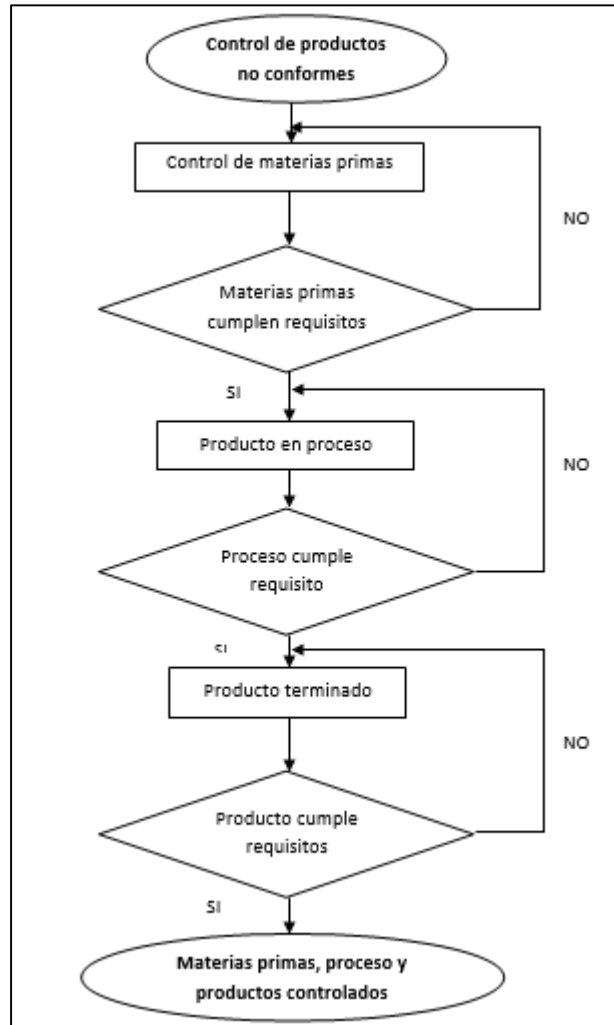 Control de productos
no conformes
Control de materias primas
NO
Materias primas
cumplen requisitos
SI
Producto en proceso
NO
Proceso cumple
requisito
SI
Producto terminado
NO
Producto cumple
requisitos
SI
Materias primas, proceso y
productos controlados